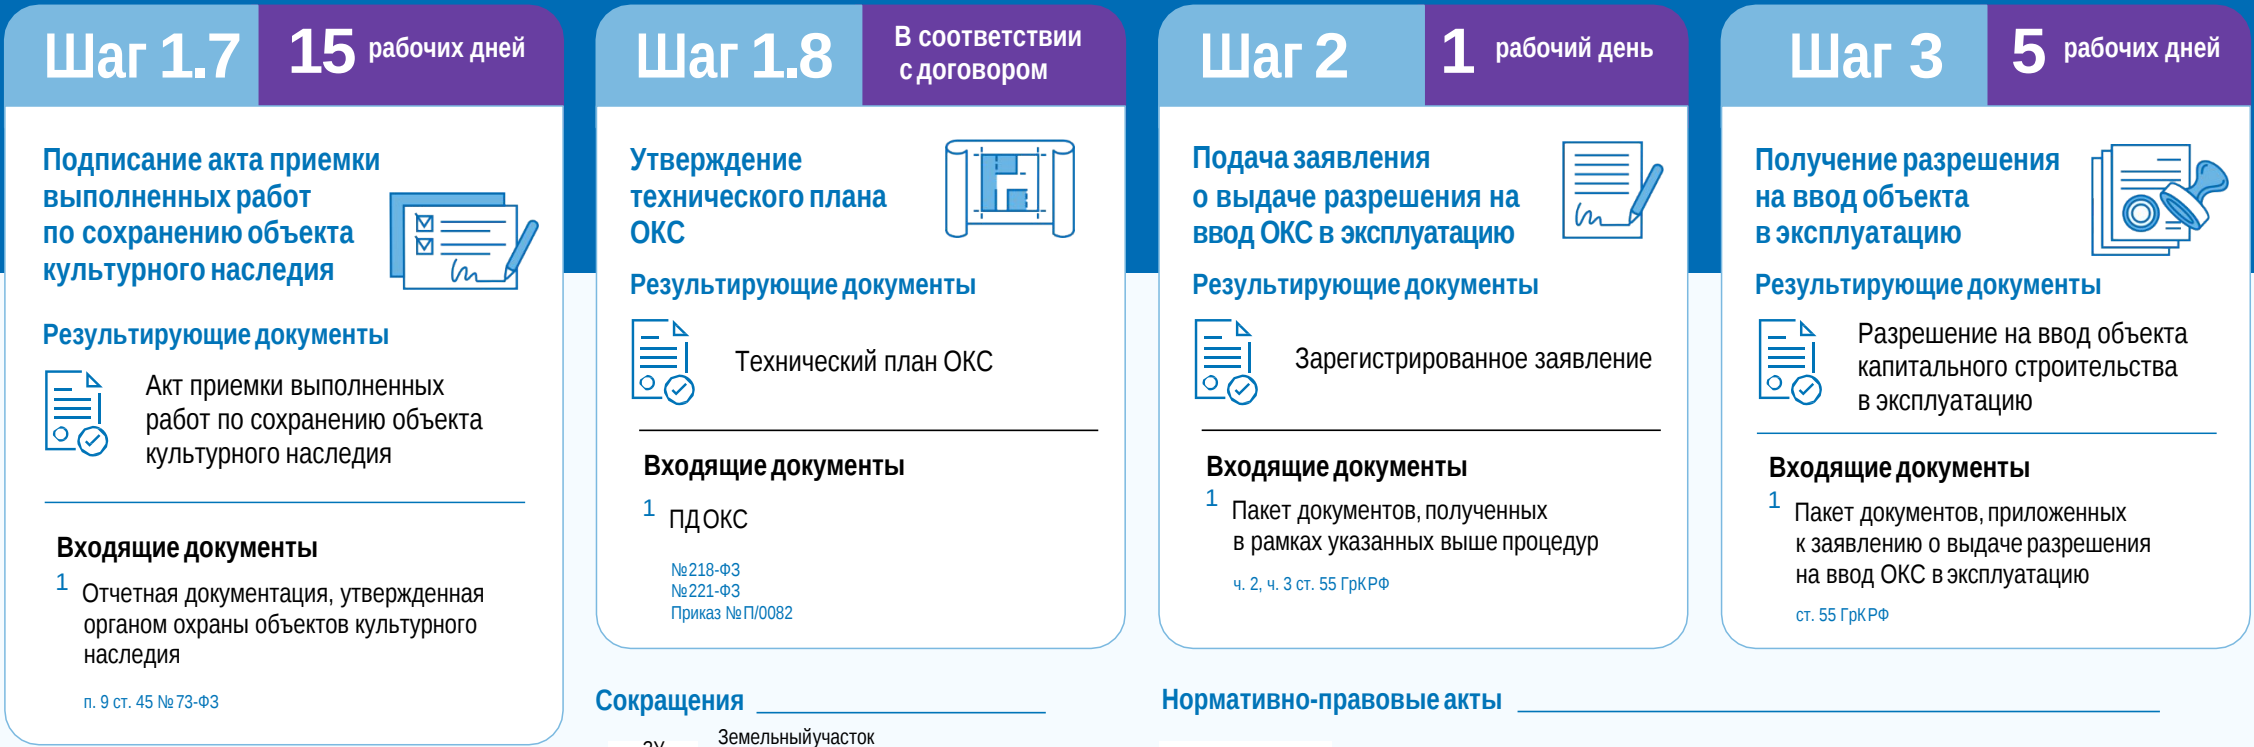 Шаг 1.7
15 рабочих дней
Подписание акта приемки
выполненных работ
по сохранению объекта
культурного наследия
Результирующие документы
Акт приемки выполненных
работ по сохранению объекта
культурного наследия
Входящие документы
1 Отчетная документация, утвержденная
органом охраны объектов культурного
наследия
п. 9 ст. 45 №73-ФЗ
Шаг 1.8
В соответствии
с договором
Утверждение
технического плана
ОКС
Результирующие документы
Технический план ОКС
Входящие документы
1 ПД ОКС
№218-ФЗ
№221-ФЗ
Приказ №П/0082
Шаг 2
1 рабочий день
Подача заявления
о выдаче разрешения на
ввод ОКС в эксплуатацию
Результирующие документы
Зарегистрированное заявление
Входящие документы
1 Пакет документов, полученных
в рамках указанных выше процедур
ч. 2, ч. 3 ст. 55 ГрК РФ
Шаг 3
5 рабочих дней
Получение разрешения
на ввод объекта
в эксплуатацию
Результирующие документы
Разрешение на ввод объекта
капитального строительства
в эксплуатацию
Входящие документы
1 Пакет документов, приложенных
к заявлению о выдаче разрешения
на ввод ОКС в эксплуатацию
ст. 55 ГрК РФ
Сокращения
ЗУ Земельный участок
Нормативно-правовые акты